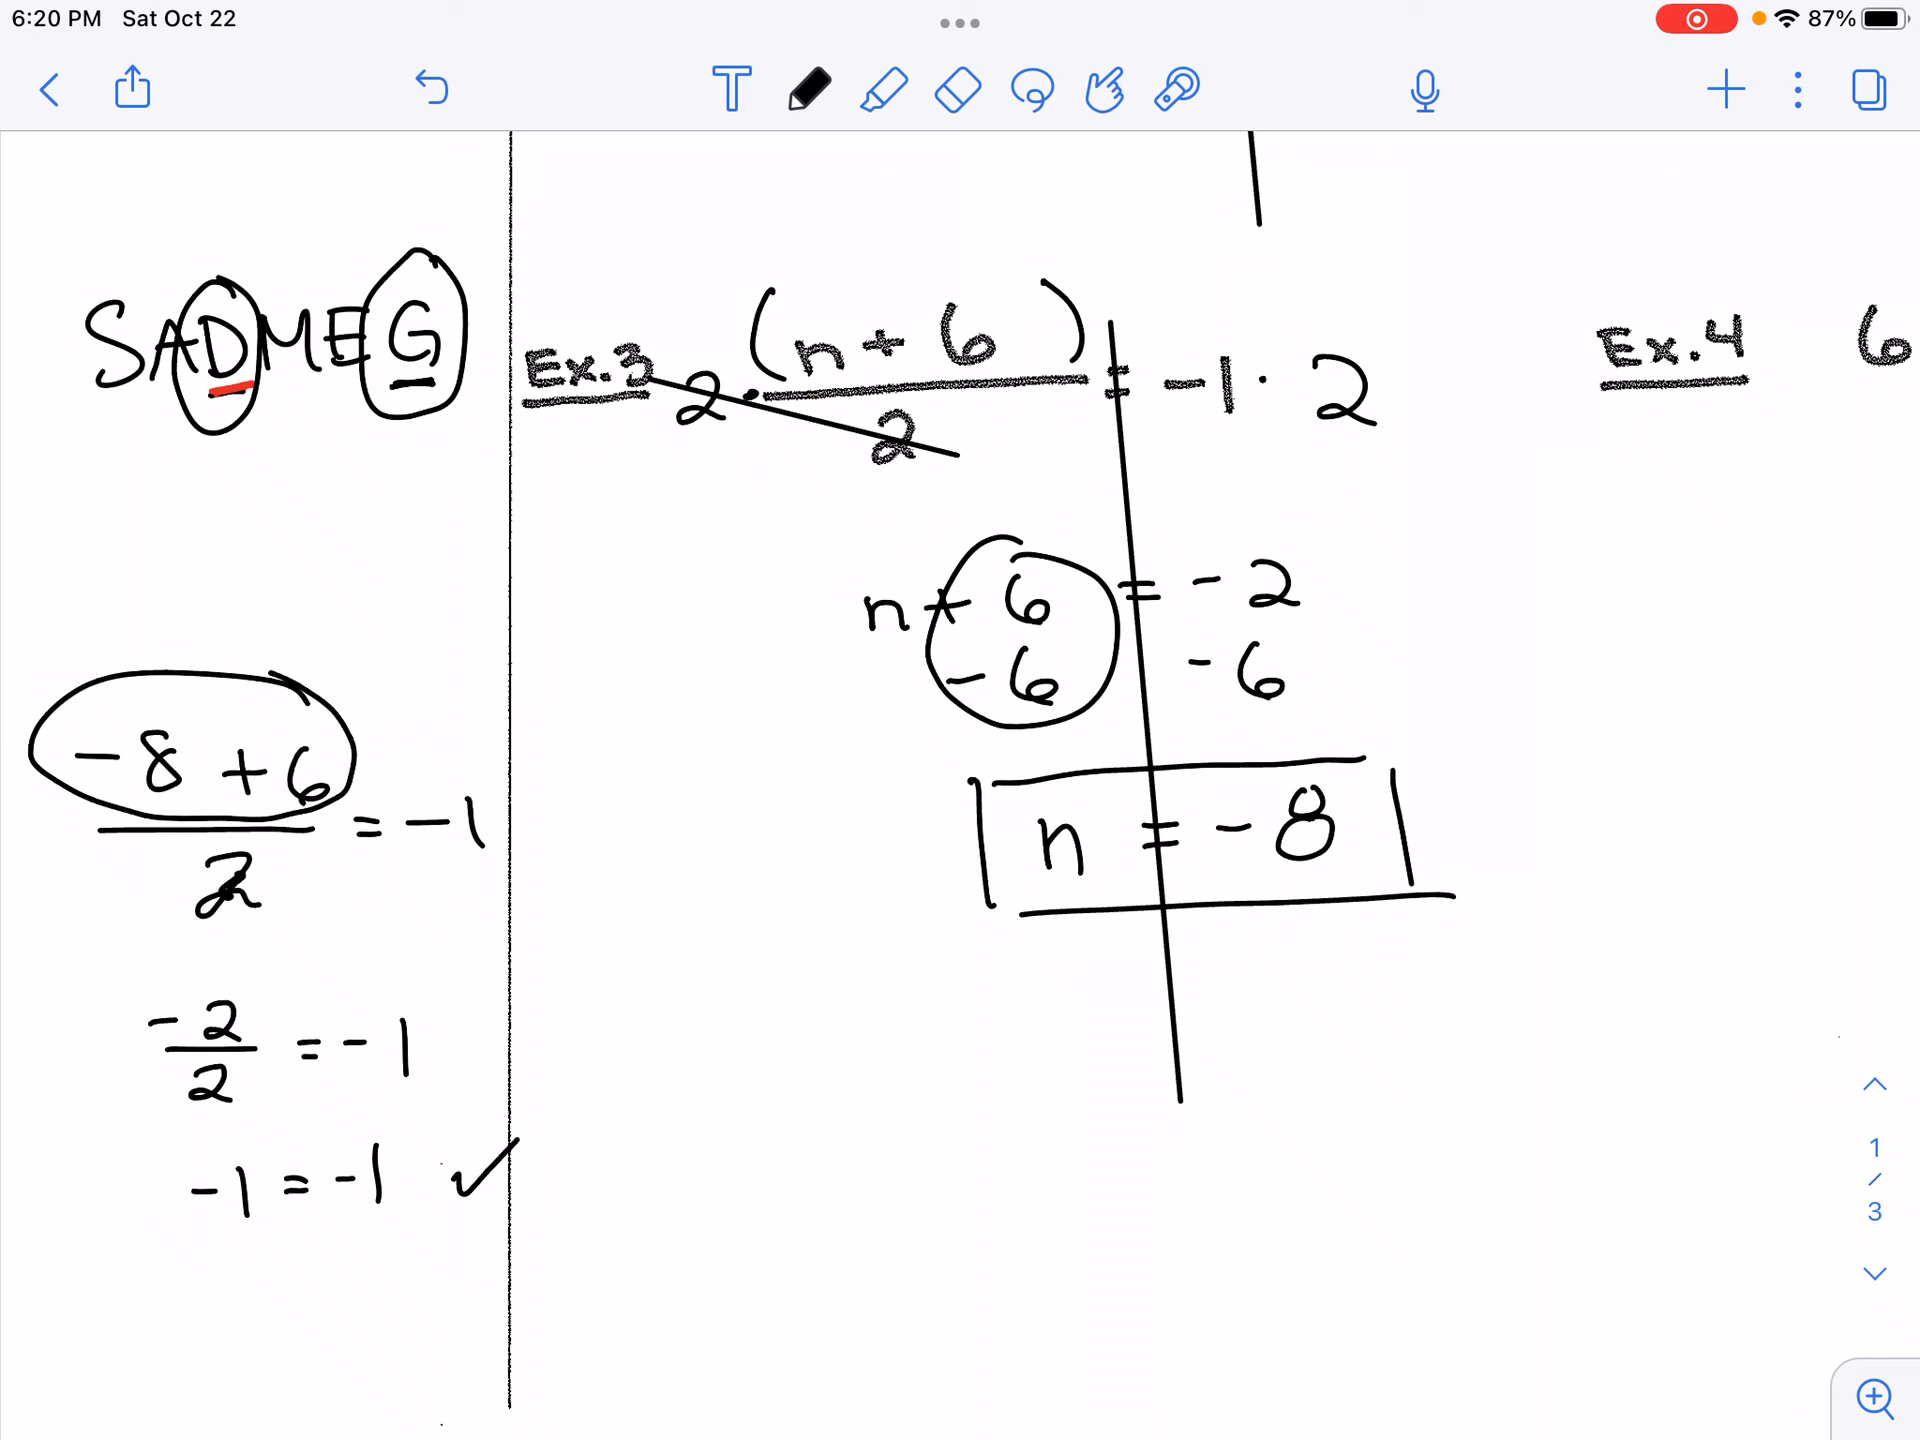 6:20 PM Sat Oct 22
87%
SADMEG
Ex.3 2 · (n + 6) / 2 = -1 · 2
Ex.4 6
n + 6 = -2
-6 -6
n = -8
-8 + 6 / 2 = -1
-2 / 2 = -1
-1 = -1 ✓
1 / 3